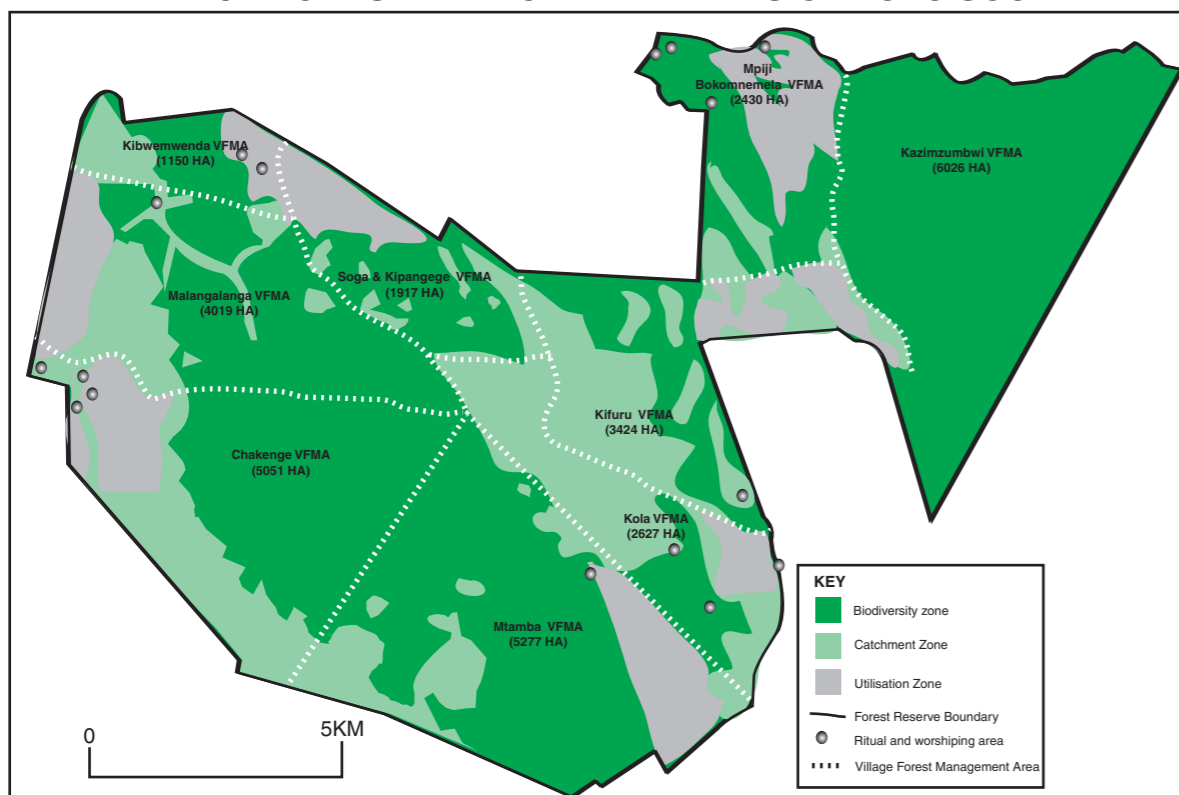 Kibwemwenda VFMA
(1150 HA)
Mpiji
Bokomnemela VFMA
(2430 HA)
Kazimzumbwi VFMA
(6026 HA)
Soga & Kipangege VFMA
(1917 HA)
Malangalanga VFMA
(4019 HA)
Kifuru VFMA
(3424 HA)
Chakenge VFMA
(5051 HA)
Kola VFMA
(2627 HA)
Mtamba VFMA
(5277 HA)
0
5KM
KEY
Biodiversity zone
Catchment Zone
Utilisation Zone
Forest Reserve Boundary
Ritual and worshiping area
Village Forest Management Area